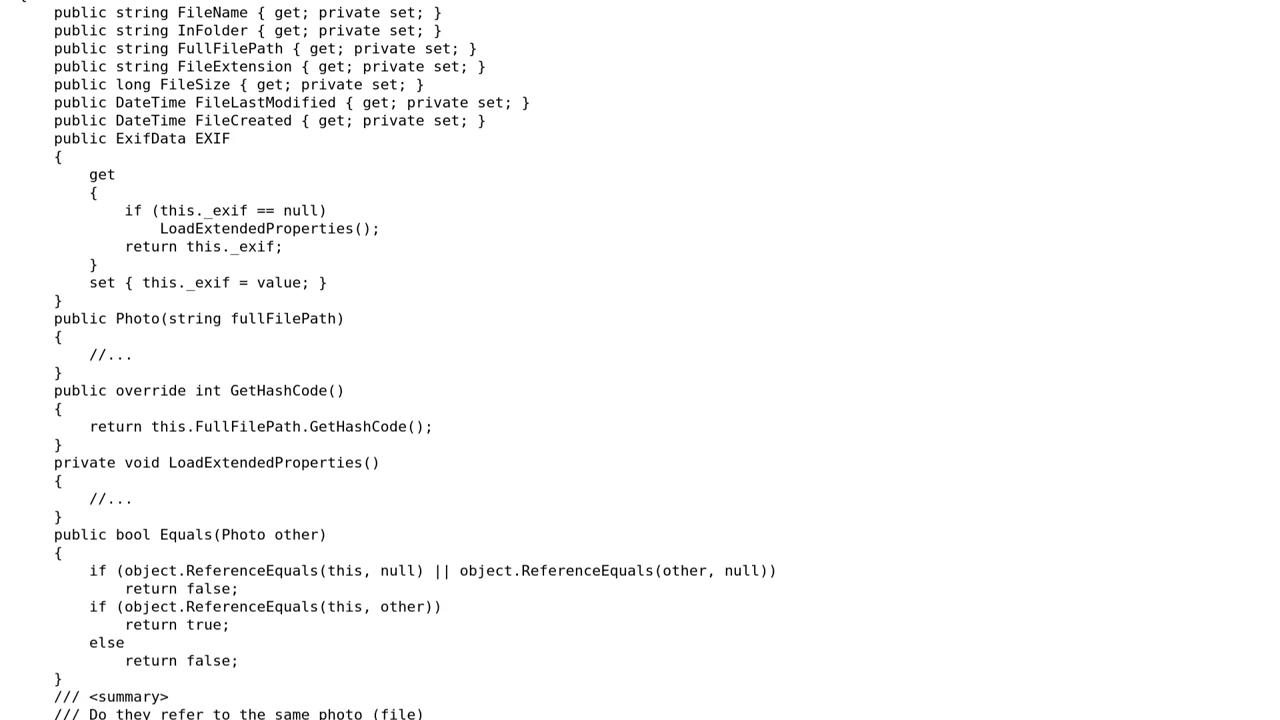 {
    public string FileName { get; private set; }
    public string InFolder { get; private set; }
    public string FullFilePath { get; private set; }
    public string FileExtension { get; private set; }
    public long FileSize { get; private set; }
    public DateTime FileLastModified { get; private set; }
    public DateTime FileCreated { get; private set; }
    public ExifData EXIF
    {
        get
        {
            if (this._exif == null)
                LoadExtendedProperties();
            return this._exif;
        }
        set { this._exif = value; }
    }
    public Photo(string fullFilePath)
    {
        //...
    }
    public override int GetHashCode()
    {
        return this.FullFilePath.GetHashCode();
    }
    private void LoadExtendedProperties()
    {
        //...
    }
    public bool Equals(Photo other)
    {
        if (object.ReferenceEquals(this, null) || object.ReferenceEquals(other, null))
            return false;
        if (object.ReferenceEquals(this, other))
            return true;
        else
            return false;
    }
    /// <summary>
    /// Do they refer to the same photo (file)